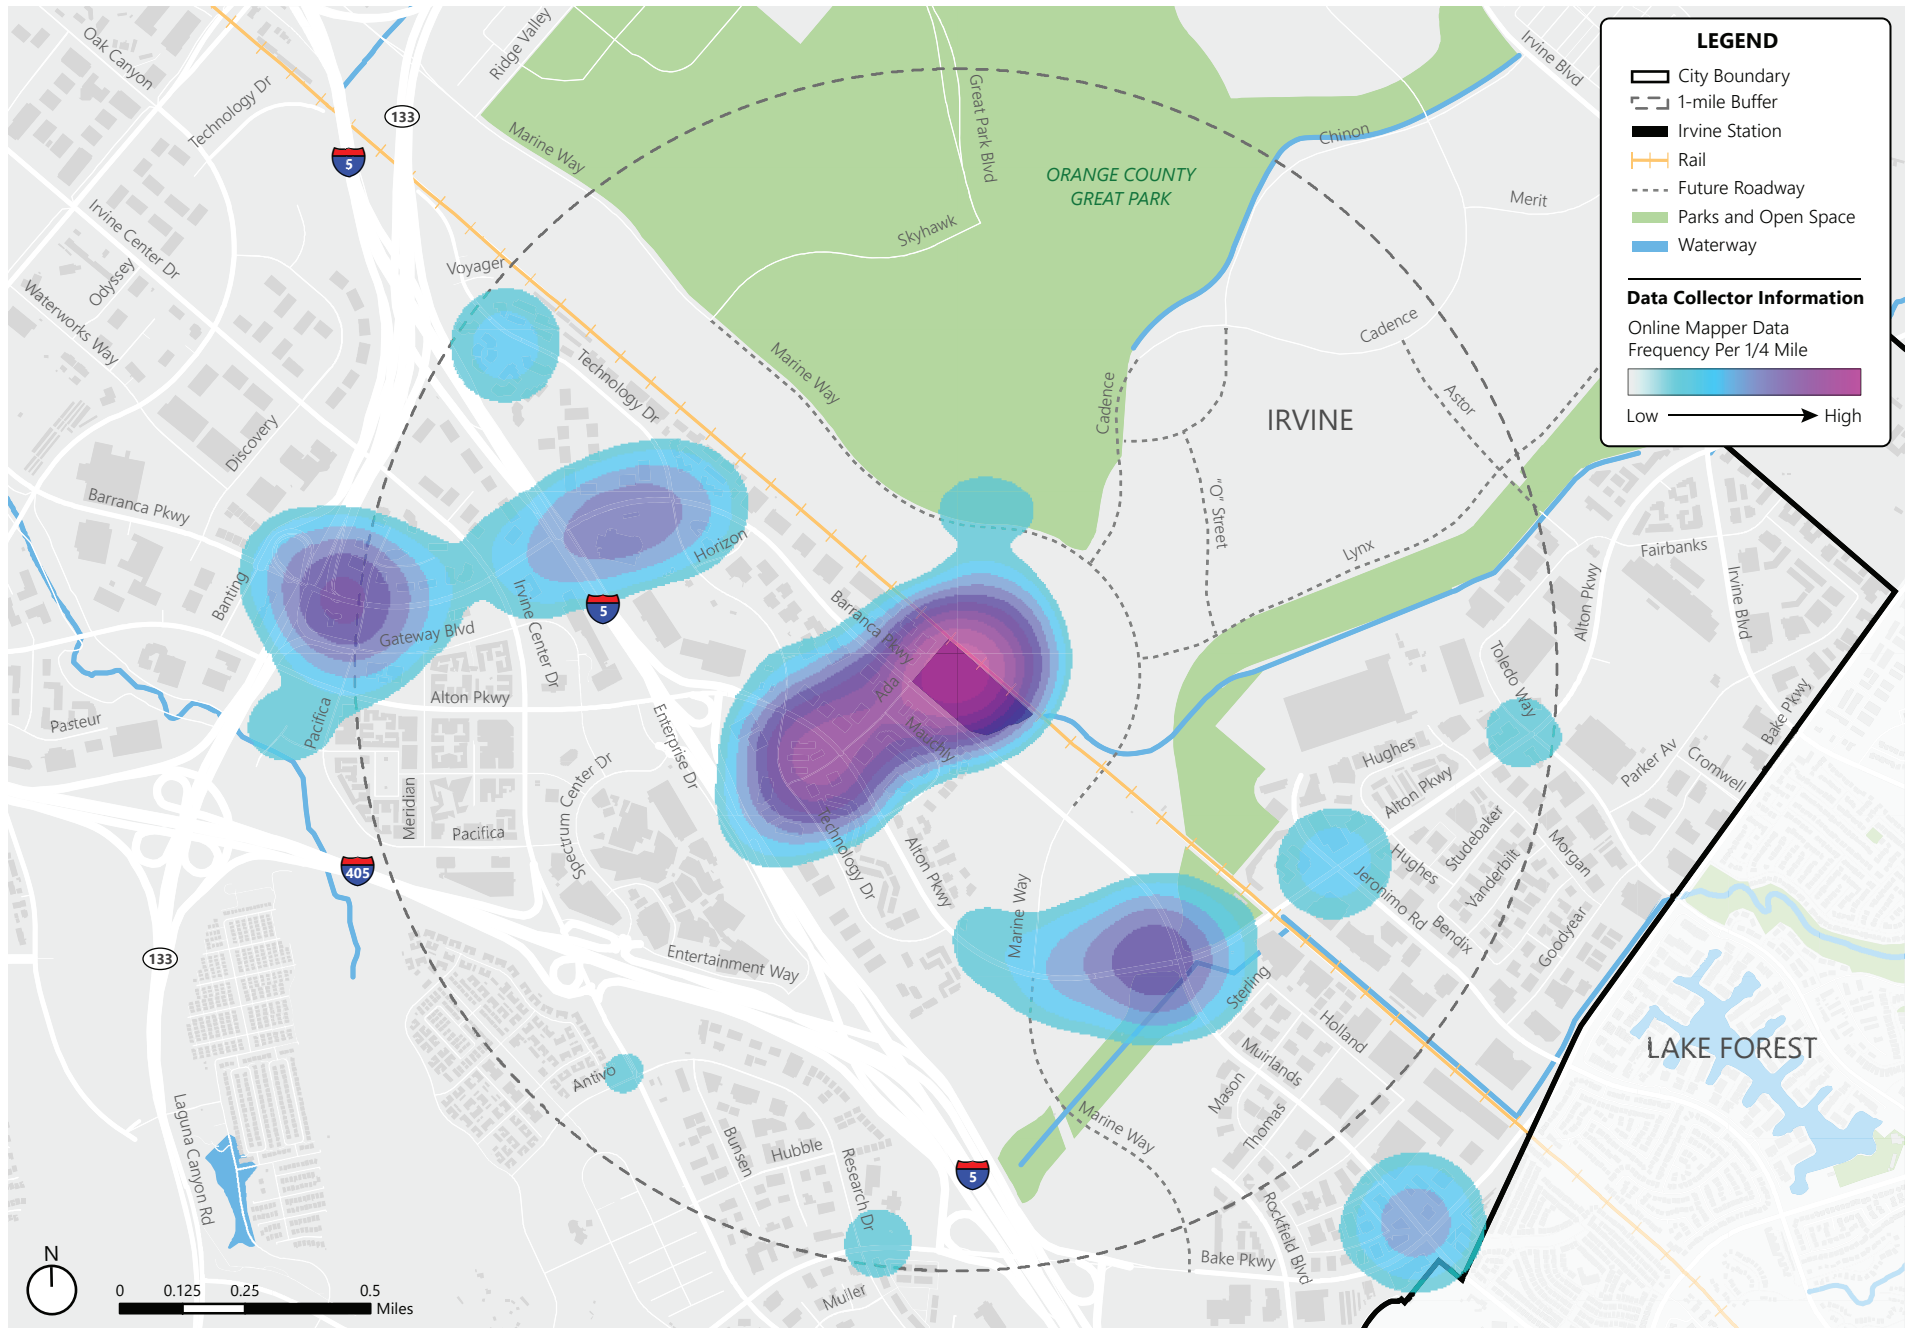 LEGEND
City Boundary
1-mile Buffer
Irvine Station
Rail
Future Roadway
Parks and Open Space
Waterway
Data Collector Information
Online Mapper Data
Frequency Per 1/4 Mile
Low
High
Oak Canyon
Technology Dr
Ridge Valley
133
5
Marine Way
Great Park Blvd
ORANGE COUNTY
GREAT PARK
Chinon
Irvine Blvd
Merit
Irvine Center Dr
Odyssey
Waterworks Way
Voyager
Skyhawk
Technology Dr
Marine Way
Cadence
Cadence
Astor
IRVINE
Discovery
Barranca Pkwy
"O" Street
Horizon
Lynx
Fairbanks
Irvine Blvd
Alton Pkwy
Banting
Irvine Center Dr
5
Gateway Blvd
Barranca Pkwy
Ada
Mauchly
Toledo Way
Bake Pkwy
Alton Pkwy
Pasteur
Pacifica
Enterprise Dr
Hughes
Parker Av
Cromwell
Alton Pkwy
Meridian
Pacifica
Spectrum Center Dr
Technology Dr
Alton Pkwy
Studebaker
Hughes
Vanderbilt
Morgan
Jeronimo Rd
Bendix
Goodyear
405
133
Entertainment Way
Marine Way
Sterling
Holland
Muirlands
LAKE FOREST
Antivo
Mason
Thomas
Marine Way
Laguna Canyon Rd
Bunsen
Hubble
Research Dr
5
Rockfield Blvd
Bake Pkwy
Muller
N
0
0.125
0.25
0.5
Miles